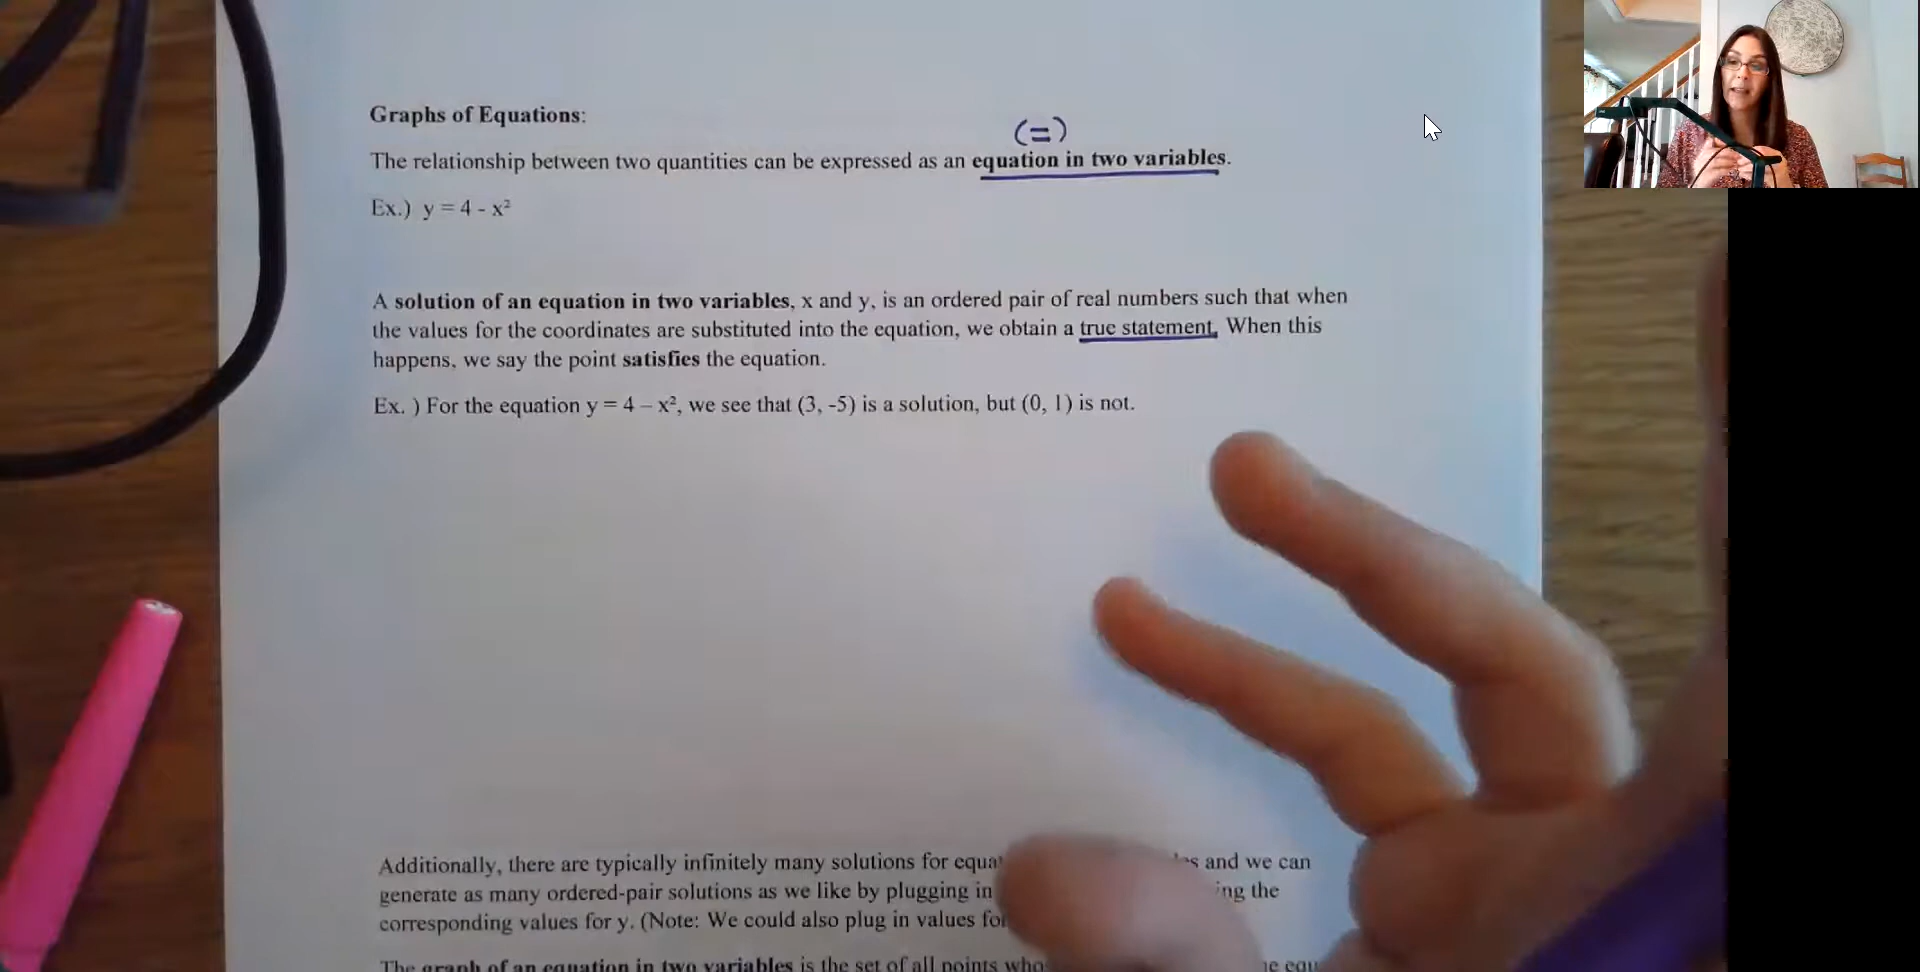 Graphs of Equations:
(=)
The relationship between two quantities can be expressed as an equation in two variables.
Ex.) y = 4 - x²
A solution of an equation in two variables, x and y, is an ordered pair of real numbers such that when
the values for the coordinates are substituted into the equation, we obtain a true statement. When this
happens, we say the point satisfies the equation.
Ex. ) For the equation y = 4 – x², we see that (3, -5) is a solution, but (0, 1) is not.
Additionally, there are typically infinitely many solutions for and we can
generate as many ordered-pair solutions as we like by plugging in the
corresponding values for y. (Note: We could also plug in values
The graph of an equation in two variables is the set of all points